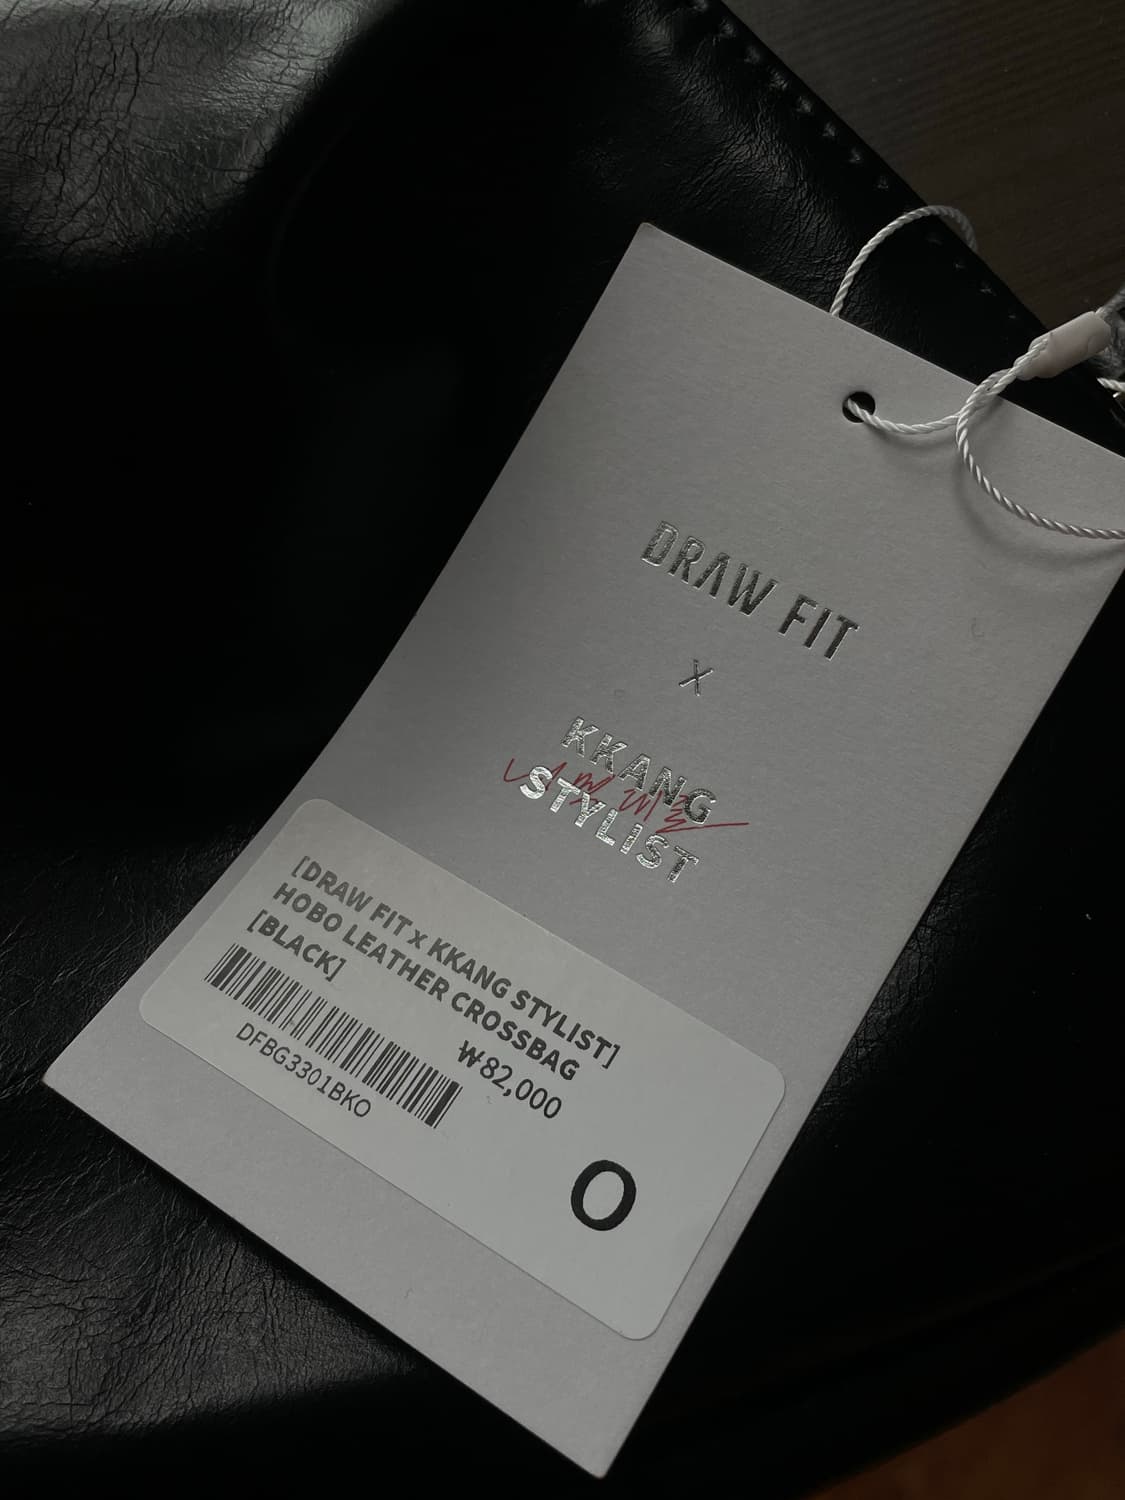 DRAW FIT
X
KKANG
STYLIST
[DRAW FIT x KKANG STYLIST]
HOBO LEATHER CROSSBAG
[BLACK]
₩82,000
DFBG3301BKO
O